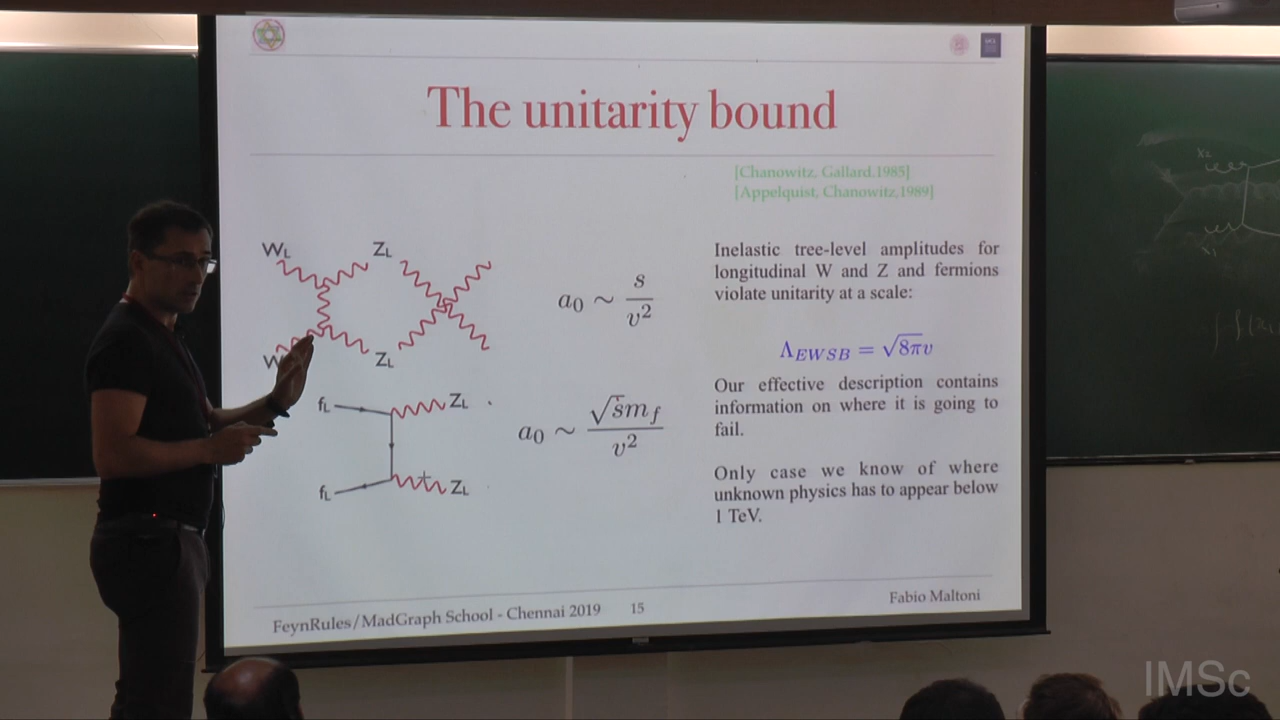 The unitarity bound
[Chanowitz, Gallard.1985]
[Appelquist, Chanowitz,1989]
W_L Z_L
Z_L
a_0 ∼ s/v^2
f_L Z_L
f_L Z_L
a_0 ∼ √s m_f/v^2
Inelastic tree-level amplitudes for
longitudinal W and Z and fermions
violate unitarity at a scale:
Λ_EWSB = √8πv
Our effective description contains
information on where it is going to
fail.
Only case we know of where
unknown physics has to appear below
1 TeV.
FeynRules/MadGraph School - Chennai 2019 15 Fabio Maltoni
IMSc